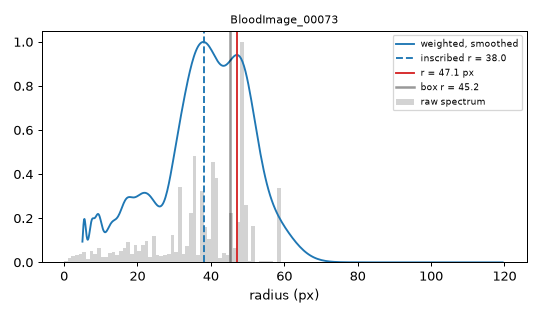 BloodImage_00073
1.0
0.8
0.6
0.4
0.2
0.0
weighted, smoothed
inscribed r = 38.0
r = 47.1 px
box r = 45.2
raw spectrum
0 20 40 60 80 100 120
radius (px)